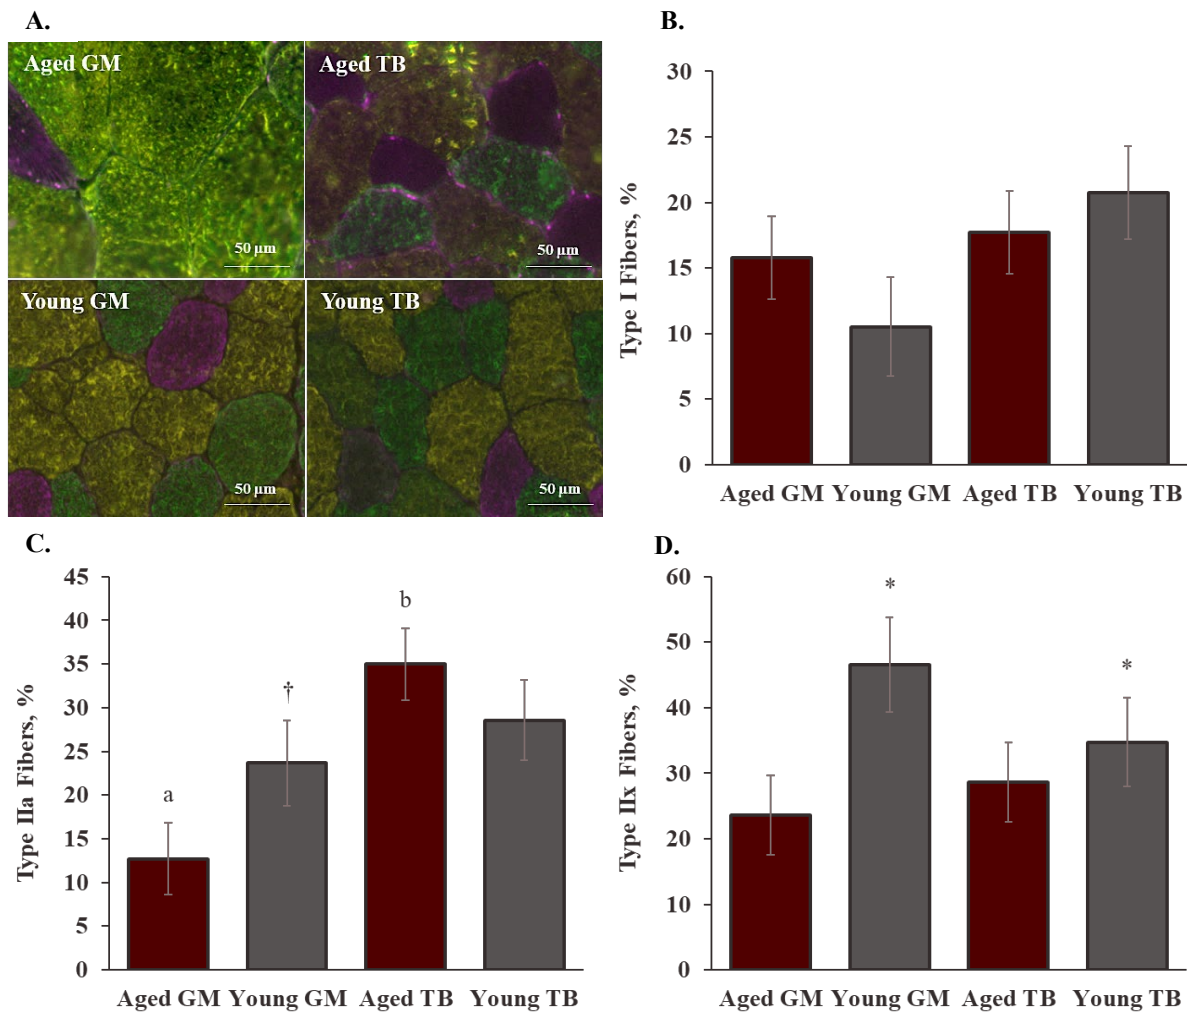 A.
Aged GM
Aged TB
50 µm
50 µm
Young GM
Young TB
50 µm
50 µm
B.
Type I Fibers, %
30
25
20
15
10
5
0
Aged GM Young GM Aged TB Young TB
C.
Type IIa Fibers, %
45
40
35
30
25
20
15
10
5
0
a
†
b
Aged GM Young GM Aged TB Young TB
D.
Type IIx Fibers, %
60
50
40
30
20
10
0
*
*
Aged GM Young GM Aged TB Young TB